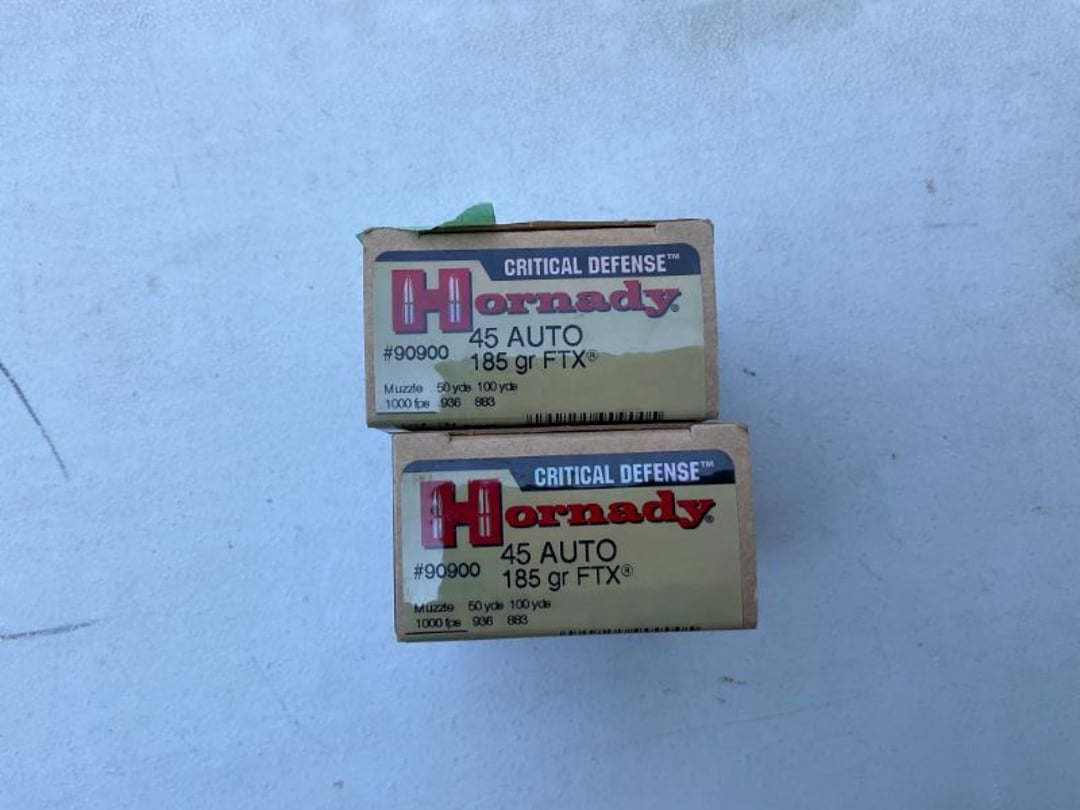 CRITICAL DEFENSE™
Hornady®
45 AUTO
#90900 185 gr FTX®
Muzzle 50 yds 100 yds
1000 fps 936 883
CRITICAL DEFENSE™
Hornady®
45 AUTO
#90900 185 gr FTX®
Muzzle 50 yds 100 yds
1000 fps 936 883